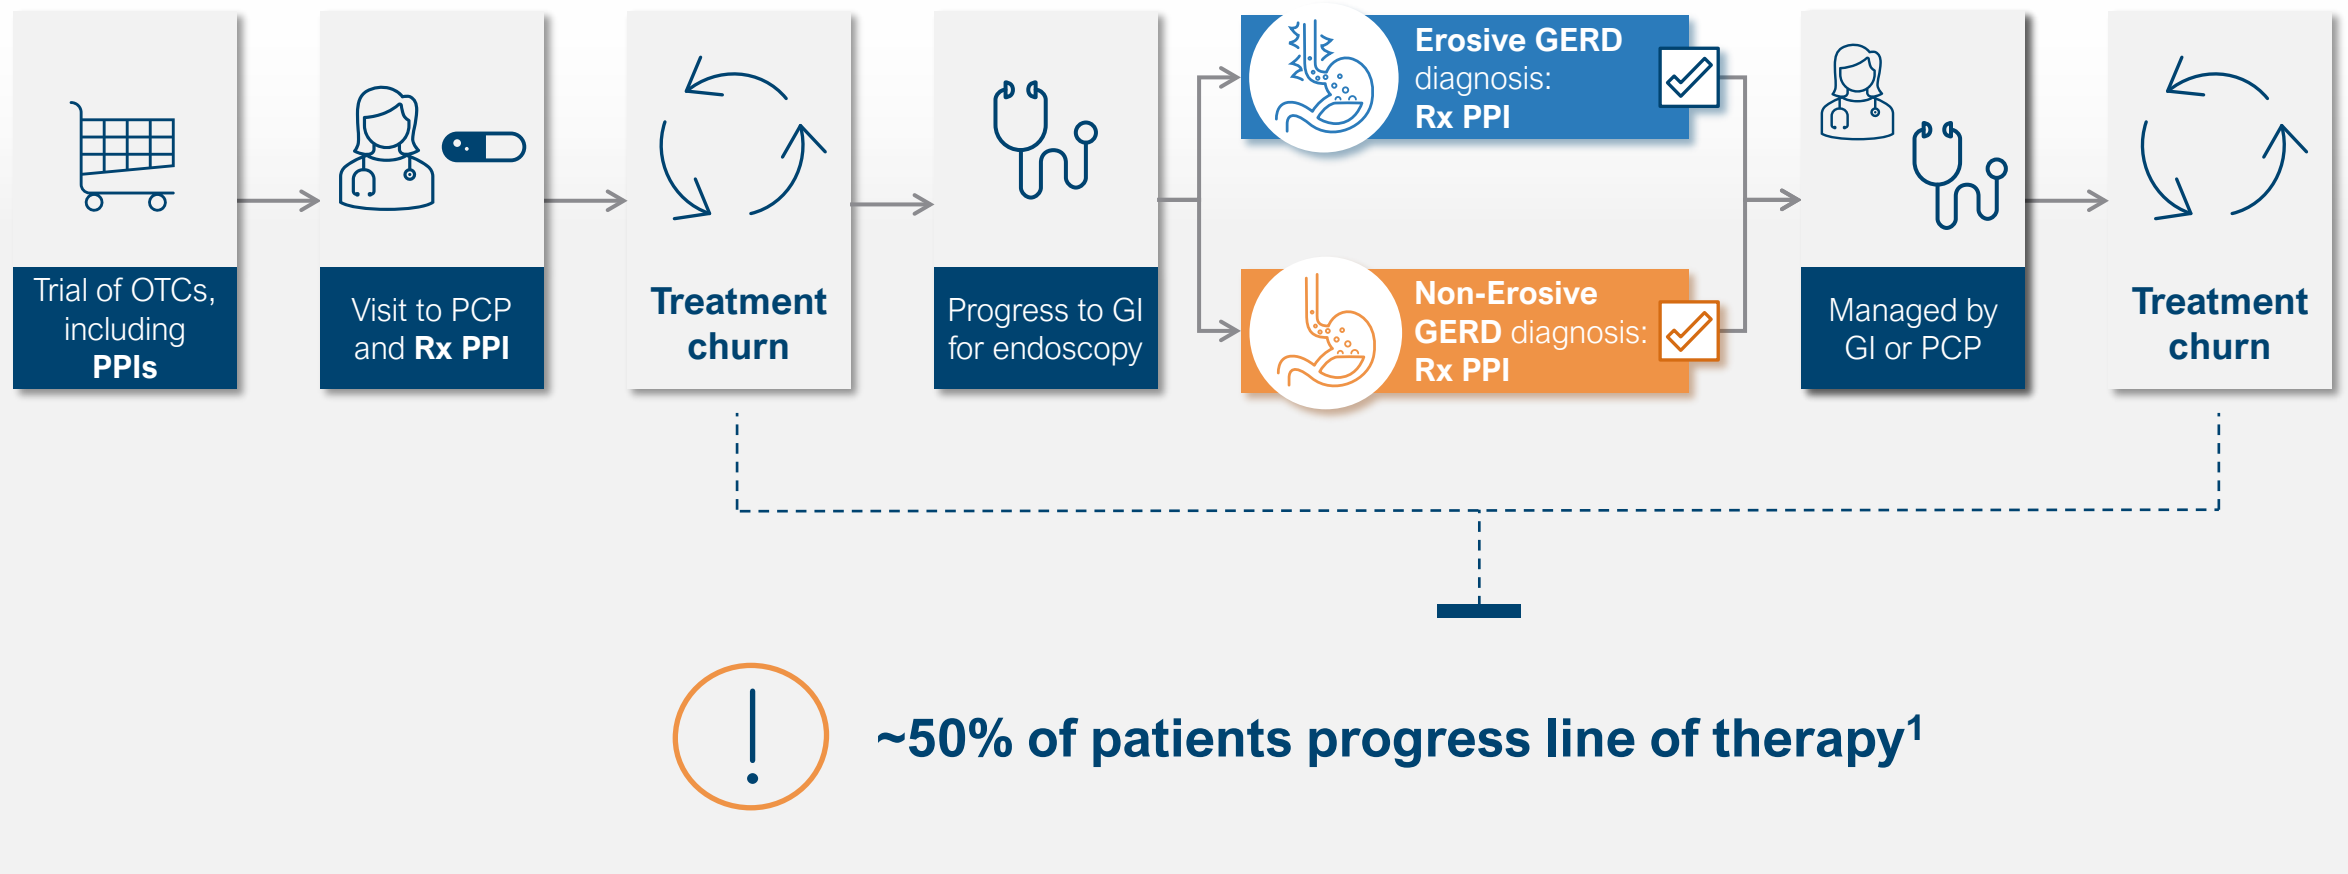 Trial of OTCs,
including
PPIs
Visit to PCP
and Rx PPI
Treatment
churn
Progress to GI
for endoscopy
Erosive GERD
diagnosis:
Rx PPI
Non-Erosive
GERD diagnosis:
Rx PPI
Managed by
GI or PCP
Treatment
churn
~50% of patients progress line of therapy¹